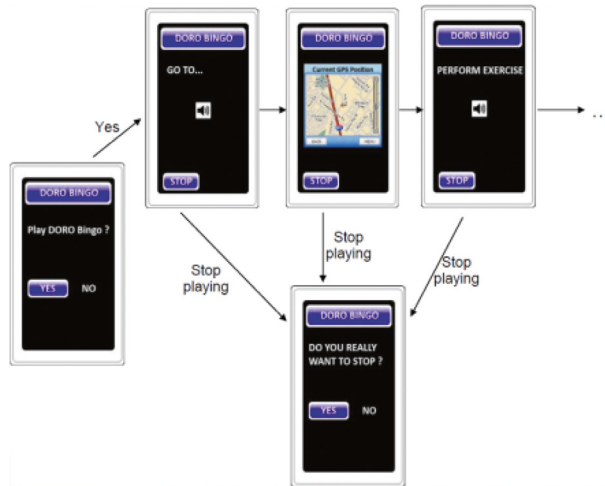 DORO BINGO
GO TO...
STOP
DORO BINGO
Current GPS Position
BACK
MENU
STOP
DORO BINGO
PERFORM EXERCISE
STOP
...
Yes
DORO BINGO
Play DORO Bingo ?
YES NO
Stop
playing
Stop
playing
Stop
playing
DORO BINGO
DO YOU REALLY
WANT TO STOP ?
YES NO